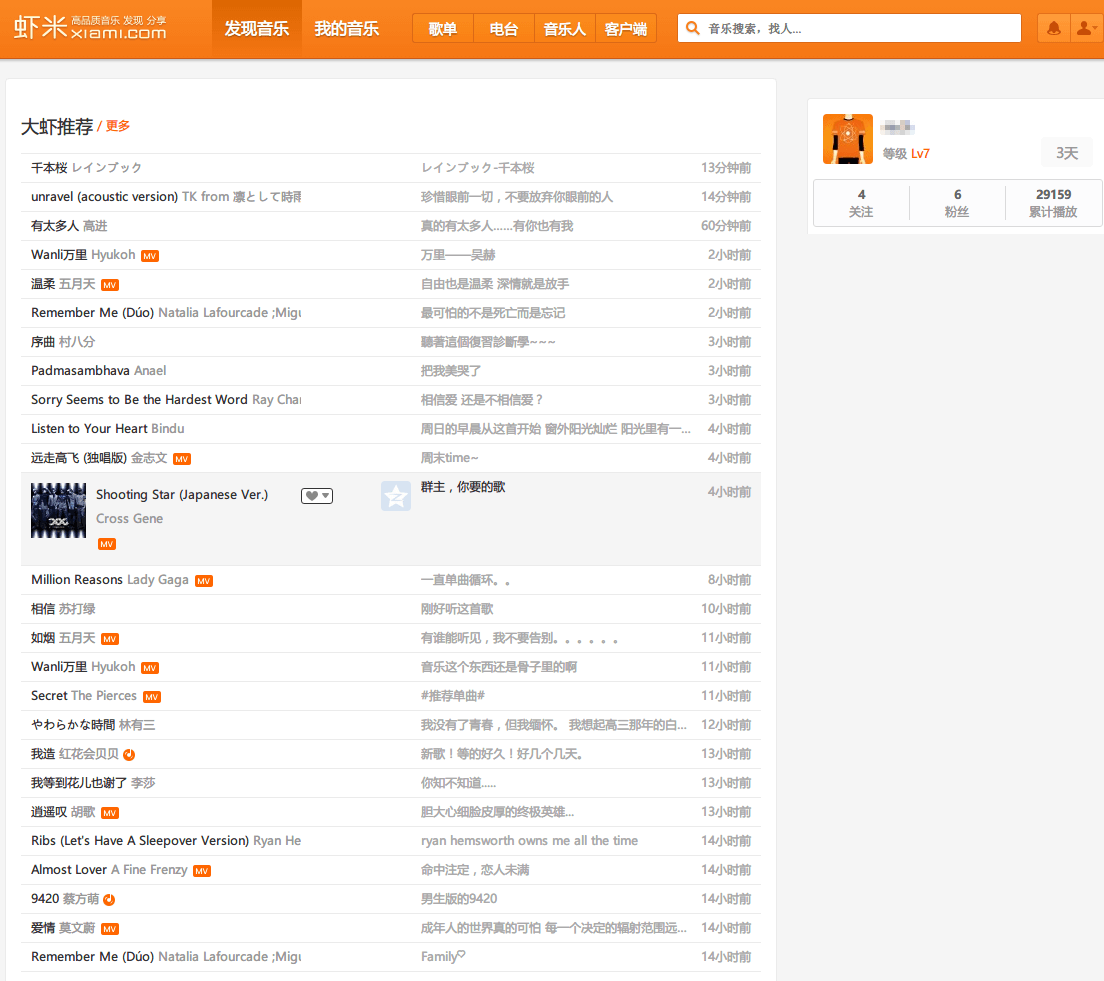 虾米 高品质音乐 发现 分享
xiami.com
发现音乐 我的音乐 歌单 电台 音乐人 客户端 音乐搜索，找人...
大虾推荐 / 更多
千本桜 レインブック レインブック-千本桜 13分钟前
unravel (acoustic version) TK from 凛として時雨 珍惜眼前一切，不要放弃你眼前的人 14分钟前
有太多人 高进 真的有太多人......有你也有我 60分钟前
Wanli万里 Hyukoh MV 万里——吴赫 2小时前
温柔 五月天 MV 自由也是温柔 深情就是放手 2小时前
Remember Me (Dúo) Natalia Lafourcade ;Migu 最可怕的不是死亡而是忘记 2小时前
序曲 村八分 聽著這個復習診斷學~~~ 3小时前
Padmasambhava Anael 把我美哭了 3小时前
Sorry Seems to Be the Hardest Word Ray Char 相信爱 还是不相信爱？ 3小时前
Listen to Your Heart Bindu 周日的早晨从这首开始 窗外阳光灿烂 阳光里有一... 4小时前
远走高飞 (独唱版) 金志文 MV 周末time~ 4小时前
Shooting Star (Japanese Ver.) 群主，你要的歌 4小时前
Cross Gene
MV
Million Reasons Lady Gaga MV 一直单曲循环。。 8小时前
相信 苏打绿 刚好听这首歌 10小时前
如烟 五月天 MV 有谁能听见，我不要告别。。。。。。 11小时前
Wanli万里 Hyukoh MV 音乐这个东西还是骨子里的啊 11小时前
Secret The Pierces MV #推荐单曲# 11小时前
やわらかな時間 林有三 我没有了青春，但我缅怀。 我想起高三那年的白... 12小时前
我造 红花会贝贝 新歌！等的好久！好几个几天。 13小时前
我等到花儿也谢了 李莎 你知不知道..... 13小时前
逍遥叹 胡歌 MV 胆大心细脸皮厚的终极英雄... 13小时前
Ribs (Let's Have A Sleepover Version) Ryan He ryan hemsworth owns me all the time 14小时前
Almost Lover A Fine Frenzy MV 命中注定，恋人未满 14小时前
9420 蔡方萌 男生版的9420 14小时前
爱情 莫文蔚 MV 成年人的世界真的可怕 每一个决定的辐射范围远... 14小时前
Remember Me (Dúo) Natalia Lafourcade ;Migu Family♡ 14小时前
等级 Lv7 3天
4 6 29159
关注 粉丝 累计播放